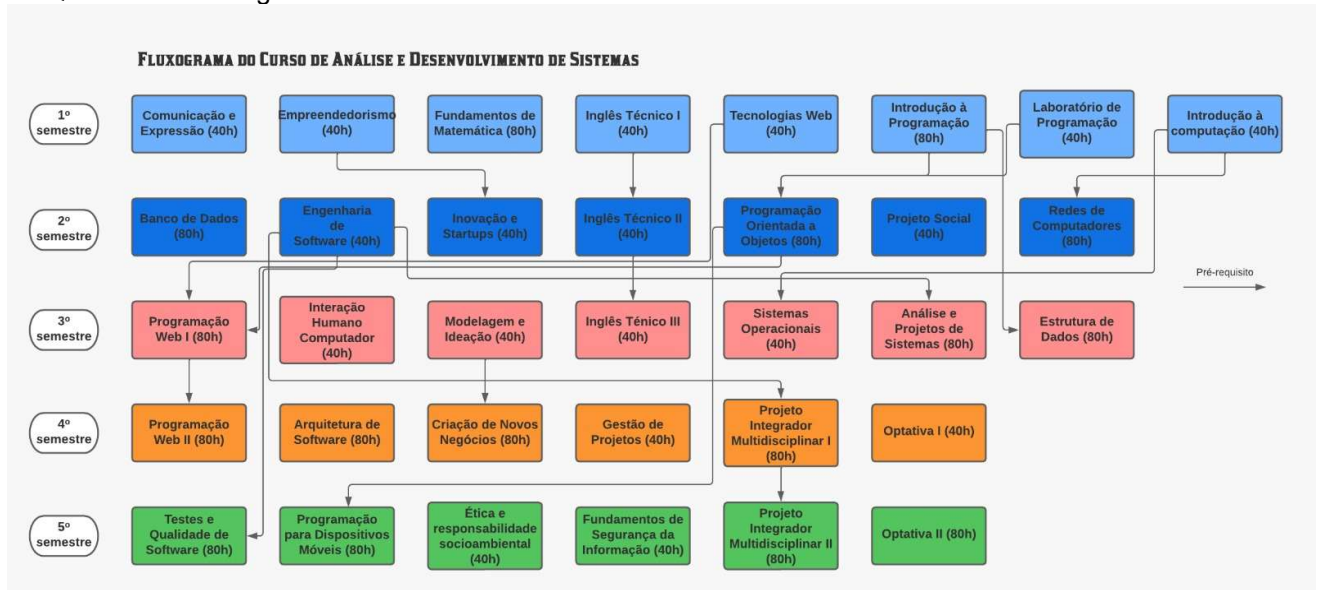 FLUXOGRAMA DO CURSO DE ANÁLISE E DESENVOLVIMENTO DE SISTEMAS
1º
semestre
Comunicação e
Expressão (40h)
Empreendedorismo
(40h)
Fundamentos de
Matemática (80h)
Inglês Técnico I
(40h)
Tecnologias Web
(40h)
Introdução à
Programação
(80h)
Laboratório de
Programação
(40h)
Introdução à
computação (40h)
2º
semestre
Banco de Dados
(80h)
Engenharia
de
Software (40h)
Inovação e
Startups (40h)
Inglês Técnico II
(40h)
Programação
Orientada a
Objetos (80h)
Projeto Social
(40h)
Redes de
Computadores
(80h)
Pré-requisito
3º
semestre
Programação
Web I (80h)
Interação
Humano
Computador
(40h)
Modelagem e
Ideação (40h)
Inglês Ténico III
(40h)
Sistemas
Operacionais
(40h)
Análise e
Projetos de
Sistemas (80h)
Estrutura de
Dados (80h)
4º
semestre
Programação
Web II (80h)
Arquitetura de
Software (80h)
Criação de Novos
Negócios (80h)
Gestão de
Projetos (40h)
Projeto
Integrador
Multidisciplinar I
(80h)
Optativa I (40h)
5º
semestre
Testes e
Qualidade de
Software (80h)
Programação
para Dispositivos
Móveis (80h)
Ética e
responsabilidade
socioambiental
(40h)
Fundamentos de
Segurança da
Informação (40h)
Projeto
Integrador
Multidisciplinar II
(80h)
Optativa II (80h)